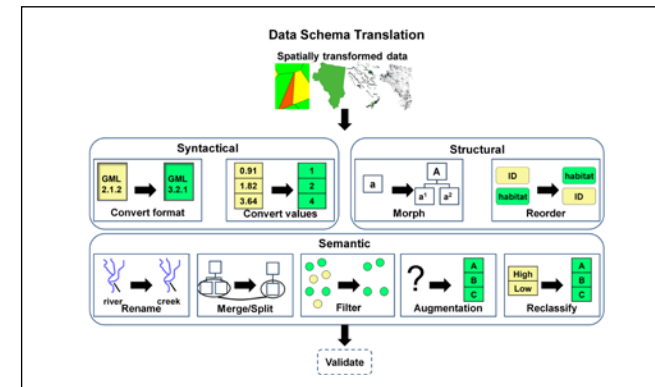 Data Schema Translation
Spatially transformed data
Syntactical
GML
2.1.2
GML
3.2.1
Convert format
0.91
1.82
3.64
1
2
4
Convert values
Structural
a
A
a1
a2
Morph
ID
habitat
habitat
ID
Reorder
Semantic
river
creek
Rename
Merge/Split
Filter
?
A
B
C
Augmentation
High
Low
A
B
C
Reclassify
Validate